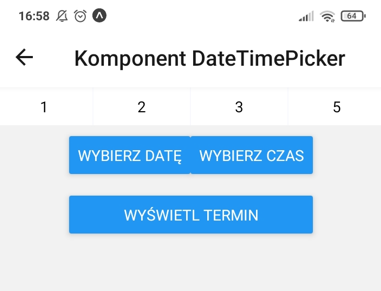 16:58 64
Komponent DateTimePicker
1 2 3 5
WYBIERZ DATĘ WYBIERZ CZAS
WYŚWIETL TERMIN